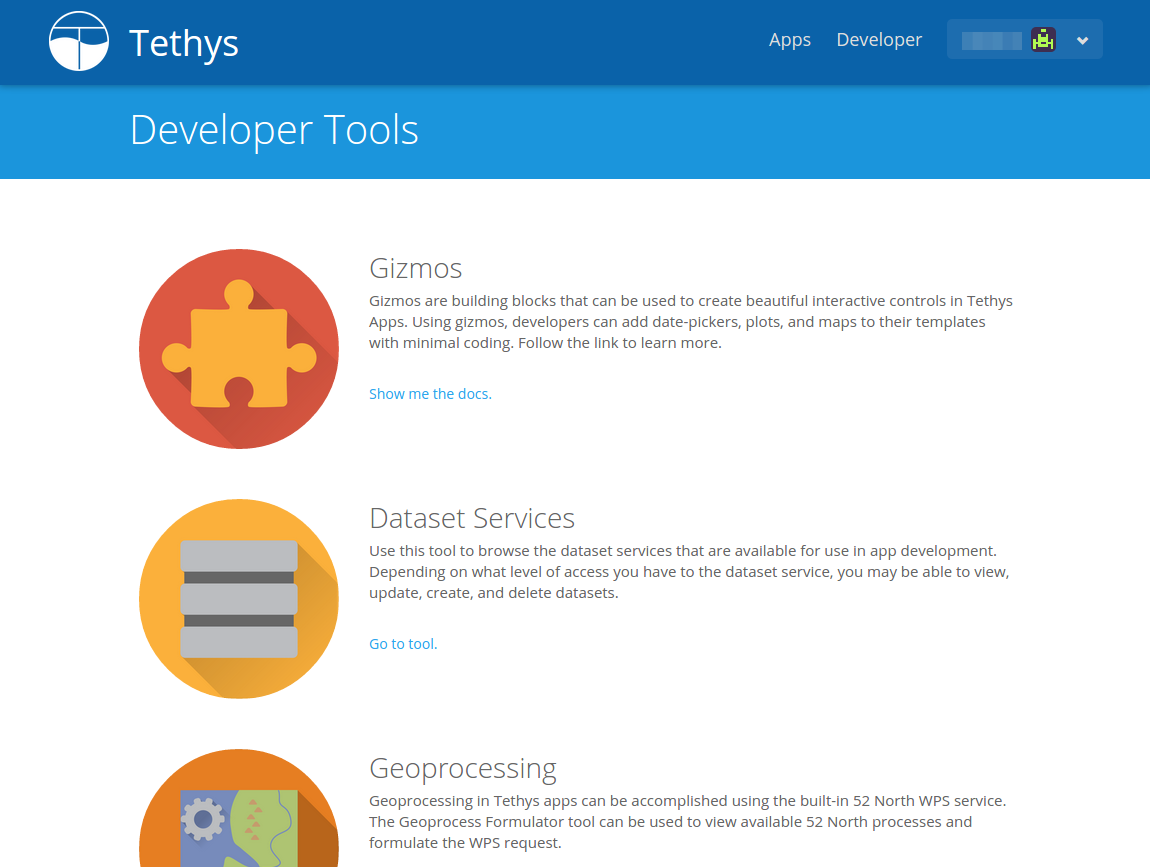 Tethys
Apps Developer
Developer Tools
Gizmos
Gizmos are building blocks that can be used to create beautiful interactive controls in Tethys
Apps. Using gizmos, developers can add date-pickers, plots, and maps to their templates
with minimal coding. Follow the link to learn more.
Show me the docs.
Dataset Services
Use this tool to browse the dataset services that are available for use in app development.
Depending on what level of access you have to the dataset service, you may be able to view,
update, create, and delete datasets.
Go to tool.
Geoprocessing
Geoprocessing in Tethys apps can be accomplished using the built-in 52 North WPS service.
The Geoprocess Formulator tool can be used to view available 52 North processes and
formulate the WPS request.